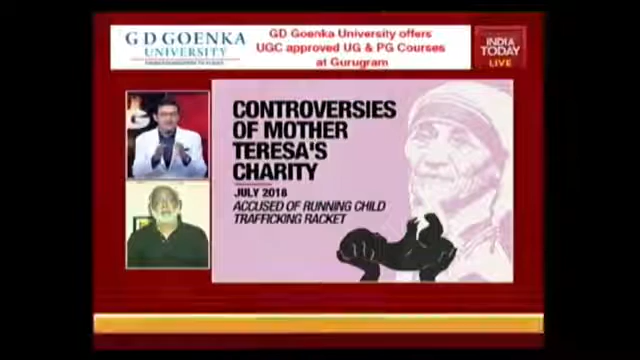 G D GOENKA
UNIVERSITY
GD Goenka University offers
UGC approved UG & PG Courses
at Gurugram
INDIA
TODAY
LIVE
CONTROVERSIES
OF MOTHER
TERESA'S
CHARITY
JULY 2018
ACCUSED OF RUNNING CHILD
TRAFFICKING RACKET